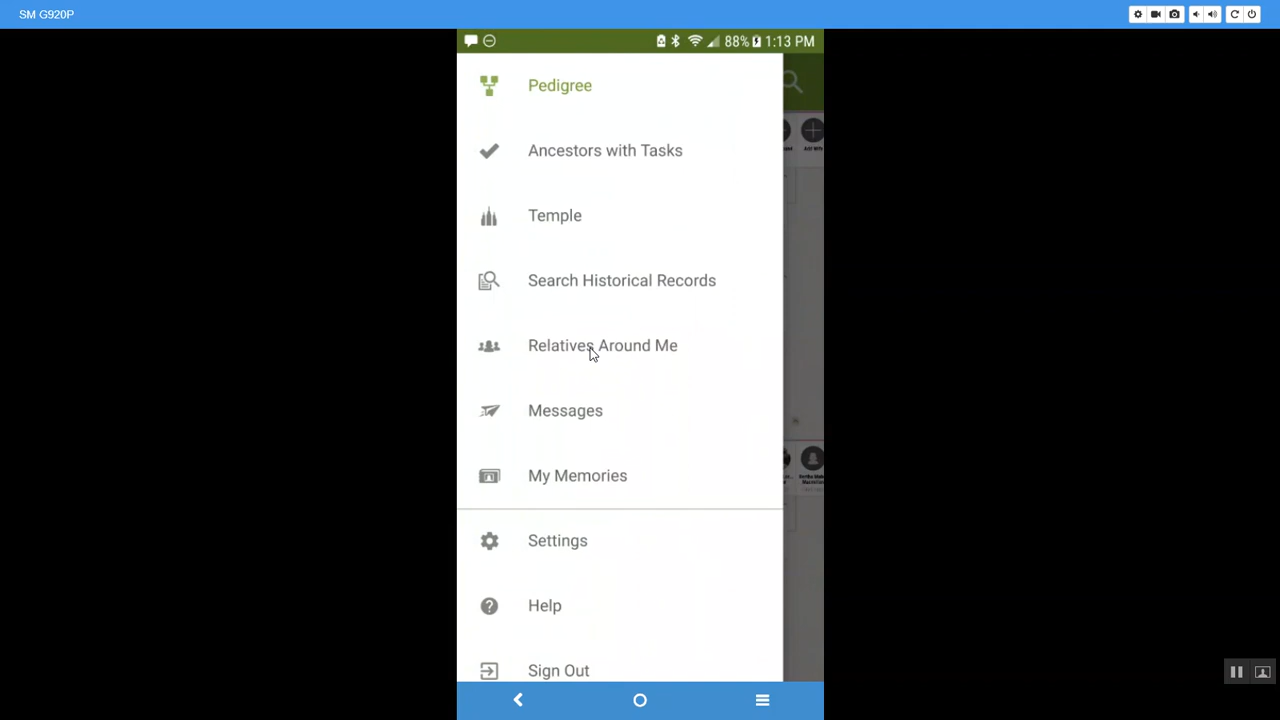 SM G920P
88% 1:13 PM
Pedigree
Ancestors with Tasks
Temple
Search Historical Records
Relatives Around Me
Messages
My Memories
Settings
Help
Sign Out